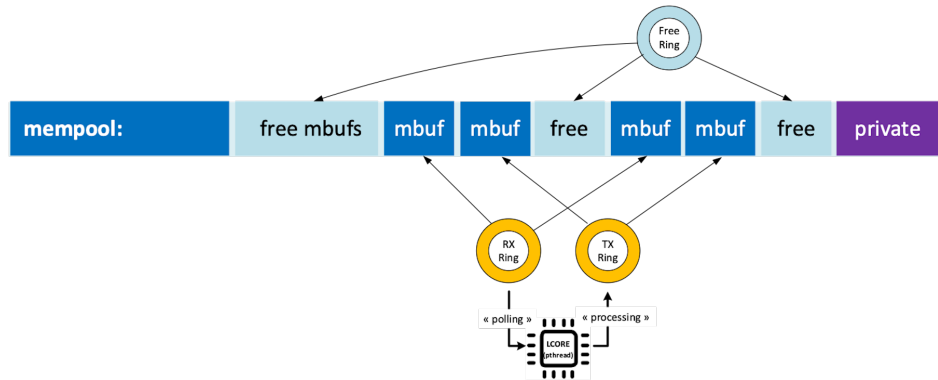 Free
Ring
mempool:
free mbufs
mbuf
mbuf
free
mbuf
mbuf
free
private
RX
Ring
TX
Ring
« polling »
« processing »
LCORE
(pthread)